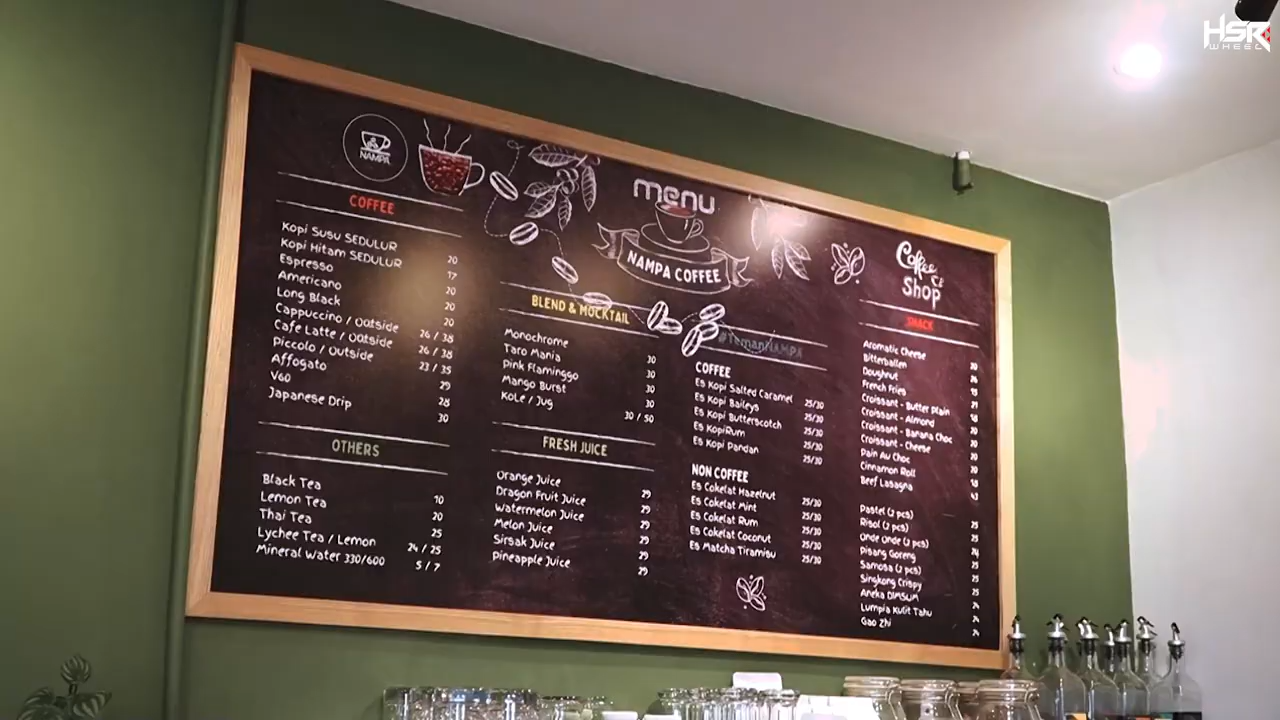 HSR
WHEEL
NAMPA
menu
NAMPA COFFEE
Coffee
Shop
COFFEE
Kopi Susu SEDULUR 20
Kopi Hitam SEDULUR 17
Espresso 20
Americano 20
Long Black 20
Cappuccino / Outside 26 / 38
Cafe Latte / Outside 26 / 38
Piccolo / Outside 23 / 35
Affogato 29
V60 28
Japanese Drip 30
OTHERS
Black Tea 10
Lemon Tea 20
Thai Tea 25
Lychee Tea / Lemon 24 / 25
Mineral Water 330/600 5 / 7
BLEND & MOCKTAIL
Monochrome 30
Taro Mania 30
Pink Flaminggo 30
Mango Burst 30
Kole / Jug 30 / 50
FRESH JUICE
Orange Juice 29
Dragon Fruit Juice 29
Watermelon Juice 29
Melon Juice 29
Sirsak Juice 29
Pineapple Juice 29
#TemanNAMPA
COFFEE
Es Kopi Salted Caramel 25/30
Es Kopi Baileys 25/30
Es Kopi Butterscotch 25/30
Es KopiRum 25/30
Es Kopi Pandan 25/30
NON COFFEE
Es Cokelat Hazelnut 25/30
Es Cokelat Mint 25/30
Es Cokelat Rum 25/30
Es Cokelat Coconut 25/30
Es Matcha Tiramisu 25/30
SNACK
Aromatic Cheese
Bitterballen
Doughnut
French Fries
Croissant - Butter Plain
Croissant - Almond
Croissant - Banana Choc
Croissant - Cheese
Pain Au Choc
Cinnamon Roll
Beef Lasagna
Pastel (2 pcs)
Risol (2 pcs)
Onde Onde (2 pcs)
Pisang Goreng
Samosa (2 pcs)
Singkong Crispy
Aneka DIMSUM
Lumpia Kulit Tahu
Gao Zhi